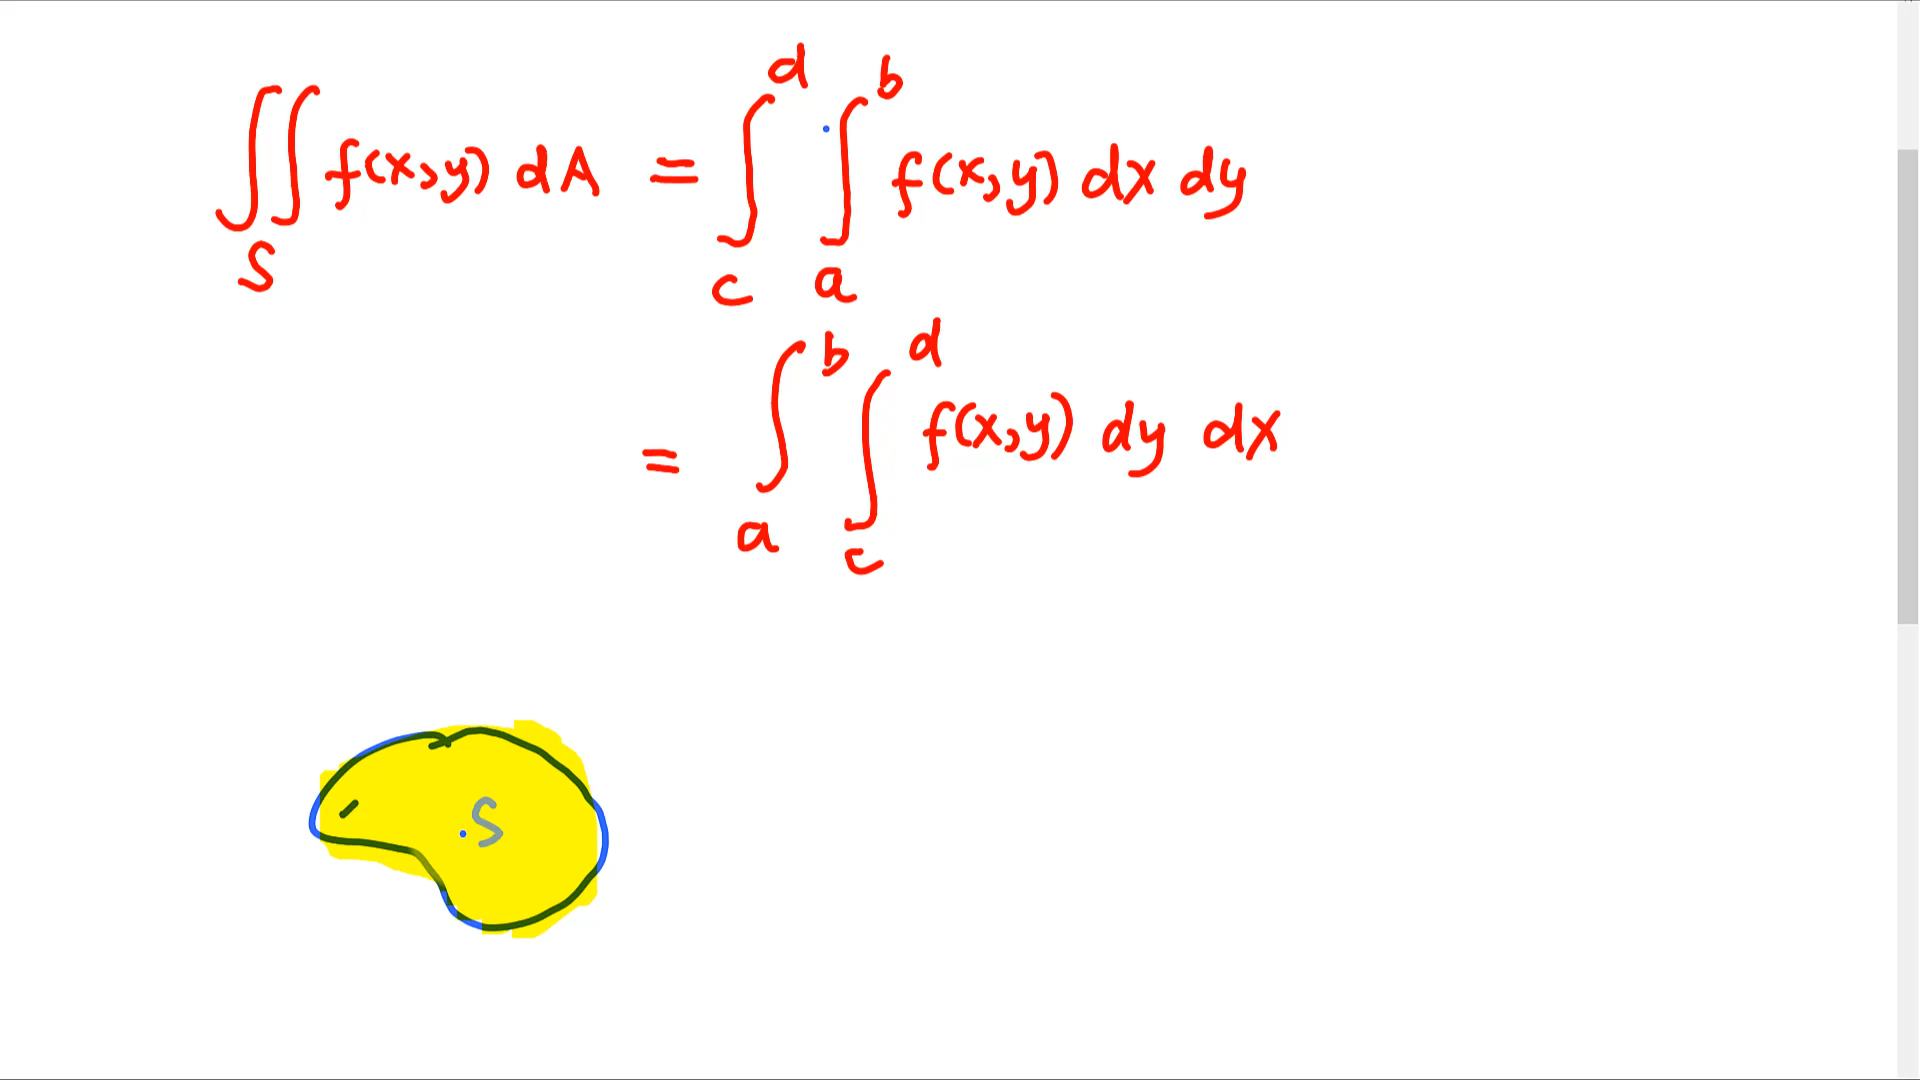 ∬_S f(x,y) dA = ∫_c^d ∫_a^b f(x,y) dx dy
= ∫_a^b ∫_c^d f(x,y) dy dx
S